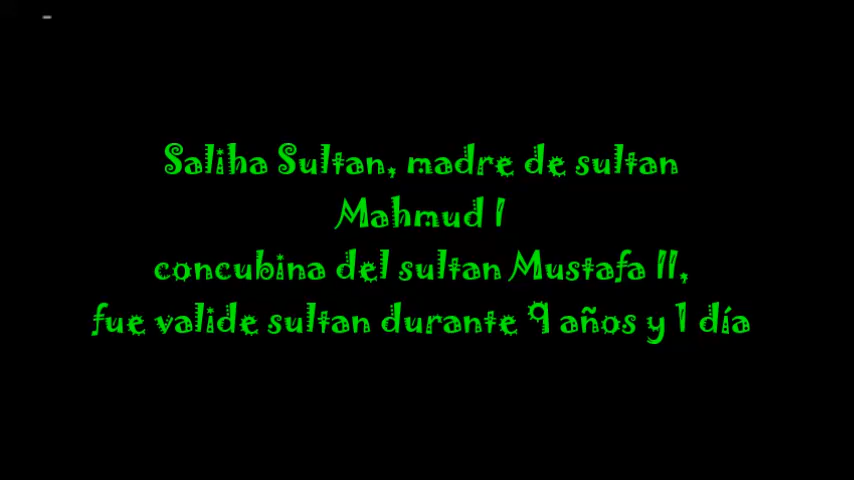 Saliha Sultan, madre de sultan
Mahmud I
concubina del sultan Mustafa II,
fue valide sultan durante 9 años y 1 día